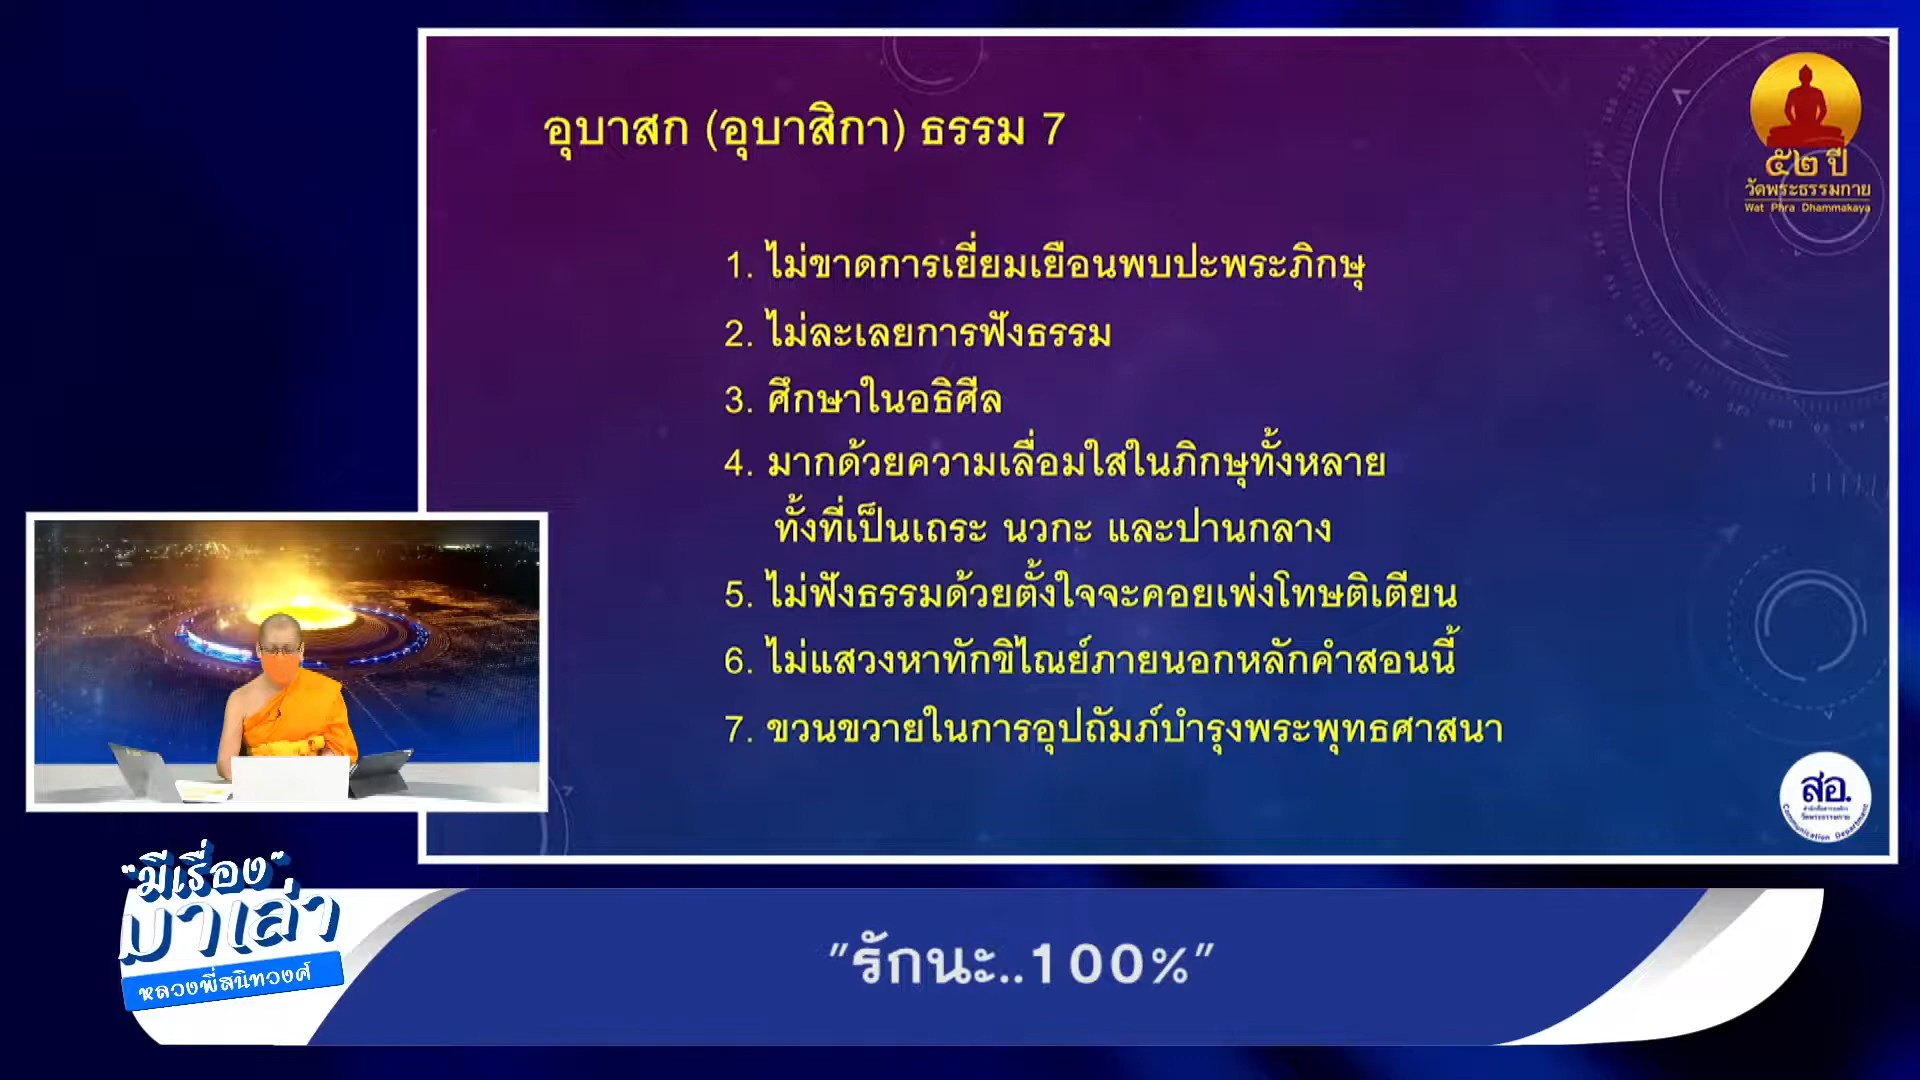 อุบาสก (อุบาสิกา) ธรรม 7
1. ไม่ขาดการเยี่ยมเยือนพบปะพระภิกษุ
2. ไม่ละเลยการฟังธรรม
3. ศึกษาในอธิศีล
4. มากด้วยความเลื่อมใสในภิกษุทั้งหลาย
ทั้งที่เป็นเถระ นวกะ และปานกลาง
5. ไม่ฟังธรรมด้วยตั้งใจจะคอยเพ่งโทษติเตียน
6. ไม่แสวงหาทักขิไณย์ภายนอกหลักคำสอนนี้
7. ขวนขวายในการอุปถัมภ์บำรุงพระพุทธศาสนา
๕๒ ปี
วัดพระธรรมกาย
Wat Phra Dhammakaya
สอ.
Communication Department
"มีเรื่อง"
มาเล่า
หลวงพี่สนิทวงศ์
"รักนะ..100%"